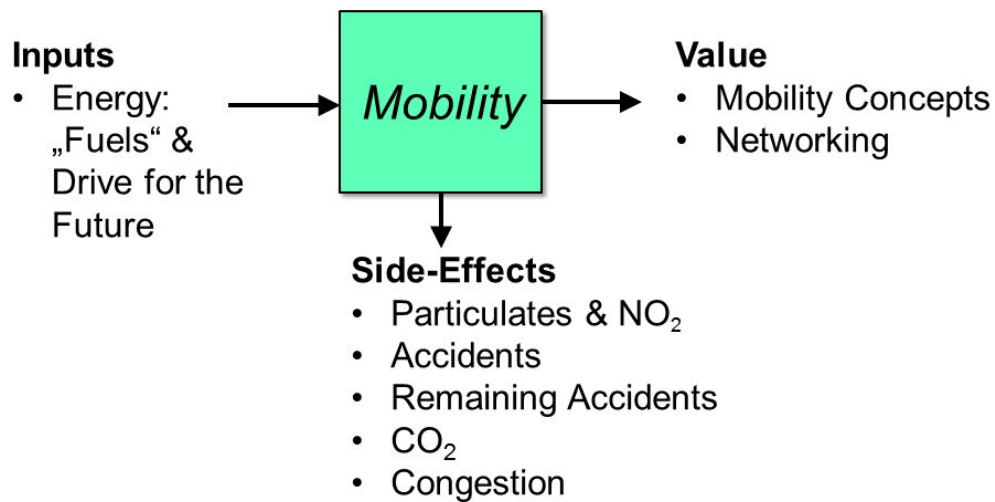 Inputs
• Energy:
„Fuels“ &
Drive for the
Future
Mobility
Value
• Mobility Concepts
• Networking
Side-Effects
• Particulates & NO₂
• Accidents
• Remaining Accidents
• CO₂
• Congestion